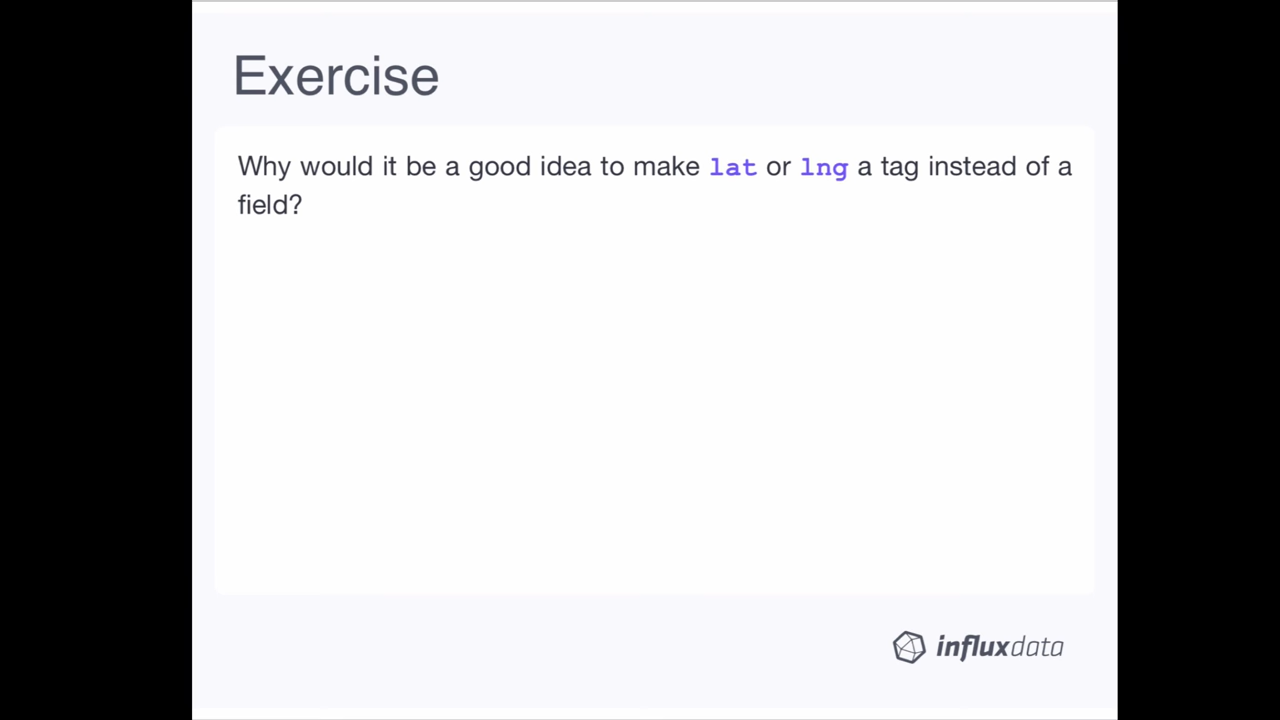 Exercise
Why would it be a good idea to make lat or lng a tag instead of a
field?
influxdata